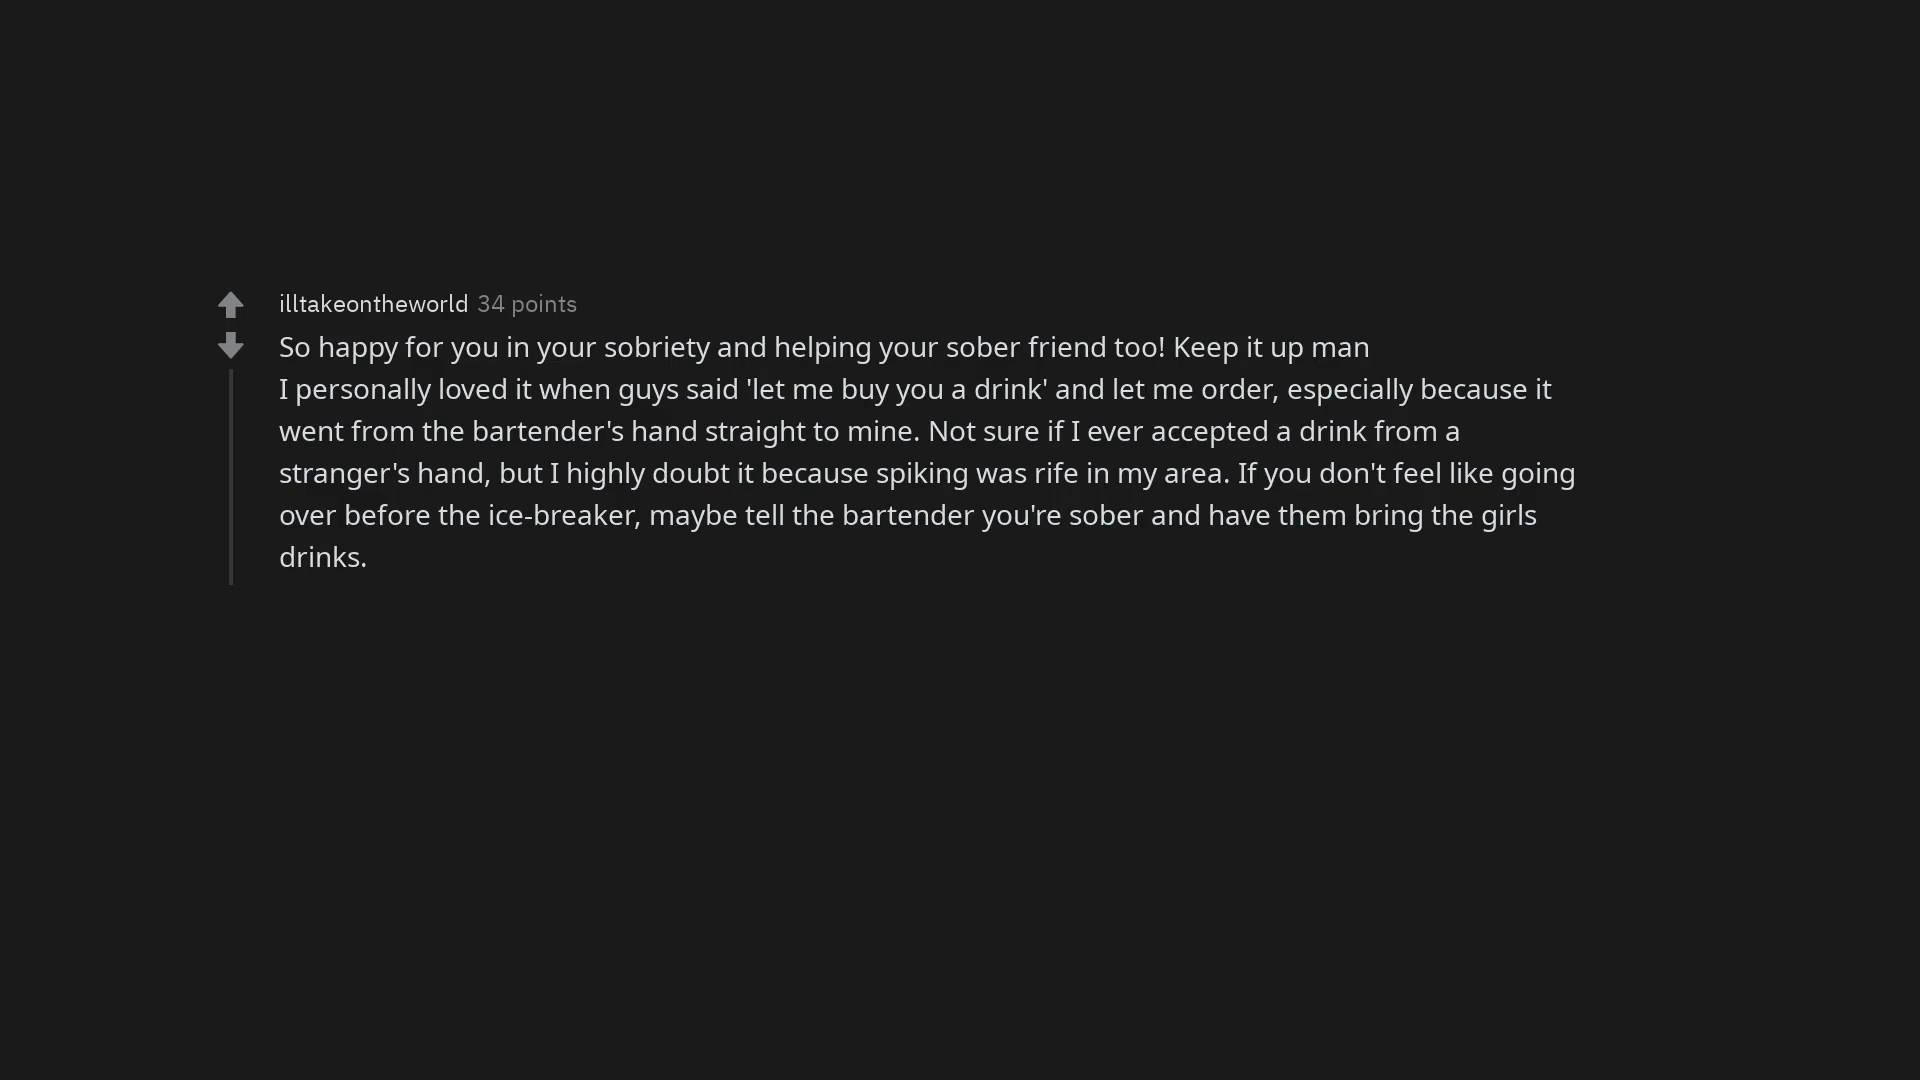 illtakeontheworld 34 points
So happy for you in your sobriety and helping your sober friend too! Keep it up man
I personally loved it when guys said 'let me buy you a drink' and let me order, especially because it
went from the bartender's hand straight to mine. Not sure if I ever accepted a drink from a
stranger's hand, but I highly doubt it because spiking was rife in my area. If you don't feel like going
over before the ice-breaker, maybe tell the bartender you're sober and have them bring the girls
drinks.